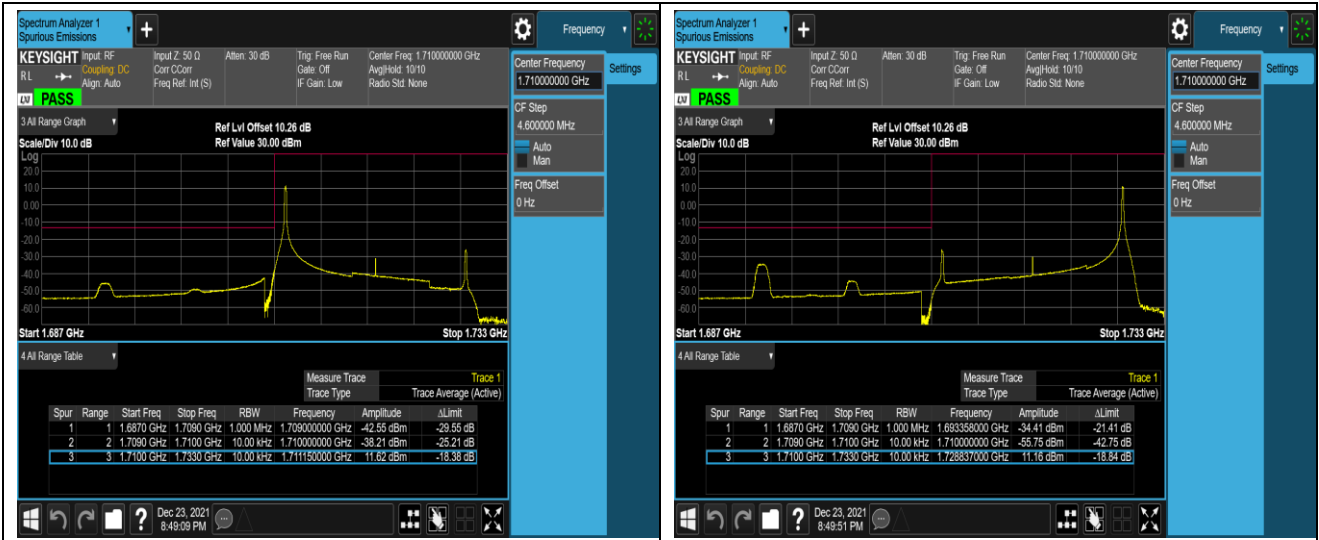 Spectrum Analyzer 1
Spurious Emissions
Frequency
KEYSIGHT Input: RF Input Z: 50 Ω Atten: 30 dB Trig: Free Run Center Freq: 1.710000000 GHz
Coupling: DC Corr CCorr Gate: Off Avg|Hold: 10/10
RL Align: Auto Freq Ref: Int (S) IF Gain: Low Radio Std: None
LXI PASS
Center Frequency
1.710000000 GHz
Settings
CF Step
4.600000 MHz
Auto
Man
Freq Offset
0 Hz
3 All Range Graph
Ref Lvl Offset 10.26 dB
Scale/Div 10.0 dB Ref Value 30.00 dBm
Log
20.0
10.0
0.00
-10.0
-20.0
-30.0
-40.0
-50.0
-60.0
Start 1.687 GHz Stop 1.733 GHz
4 All Range Table
Measure Trace Trace 1
Trace Type Trace Average (Active)
Spur Range Start Freq Stop Freq RBW Frequency Amplitude ΔLimit
1 1 1.6870 GHz 1.7090 GHz 1.000 MHz 1.709000000 GHz -42.55 dBm -29.55 dB
2 2 1.7090 GHz 1.7100 GHz 10.00 kHz 1.710000000 GHz -38.21 dBm -25.21 dB
3 3 1.7100 GHz 1.7330 GHz 10.00 kHz 1.711150000 GHz 11.62 dBm -18.38 dB
? Dec 23, 2021
8:49:09 PM
Spectrum Analyzer 1
Spurious Emissions
Frequency
KEYSIGHT Input: RF Input Z: 50 Ω Atten: 30 dB Trig: Free Run Center Freq: 1.710000000 GHz
Coupling: DC Corr CCorr Gate: Off Avg|Hold: 10/10
RL Align: Auto Freq Ref: Int (S) IF Gain: Low Radio Std: None
LXI PASS
Center Frequency
1.710000000 GHz
Settings
CF Step
4.600000 MHz
Auto
Man
Freq Offset
0 Hz
3 All Range Graph
Ref Lvl Offset 10.26 dB
Scale/Div 10.0 dB Ref Value 30.00 dBm
Log
20.0
10.0
0.00
-10.0
-20.0
-30.0
-40.0
-50.0
-60.0
Start 1.687 GHz Stop 1.733 GHz
4 All Range Table
Measure Trace Trace 1
Trace Type Trace Average (Active)
Spur Range Start Freq Stop Freq RBW Frequency Amplitude ΔLimit
1 1 1.6870 GHz 1.7090 GHz 1.000 MHz 1.693358000 GHz -34.41 dBm -21.41 dB
2 2 1.7090 GHz 1.7100 GHz 10.00 kHz 1.710000000 GHz -55.75 dBm -42.75 dB
3 3 1.7100 GHz 1.7330 GHz 10.00 kHz 1.728837000 GHz 11.16 dBm -18.84 dB
? Dec 23, 2021
8:49:51 PM